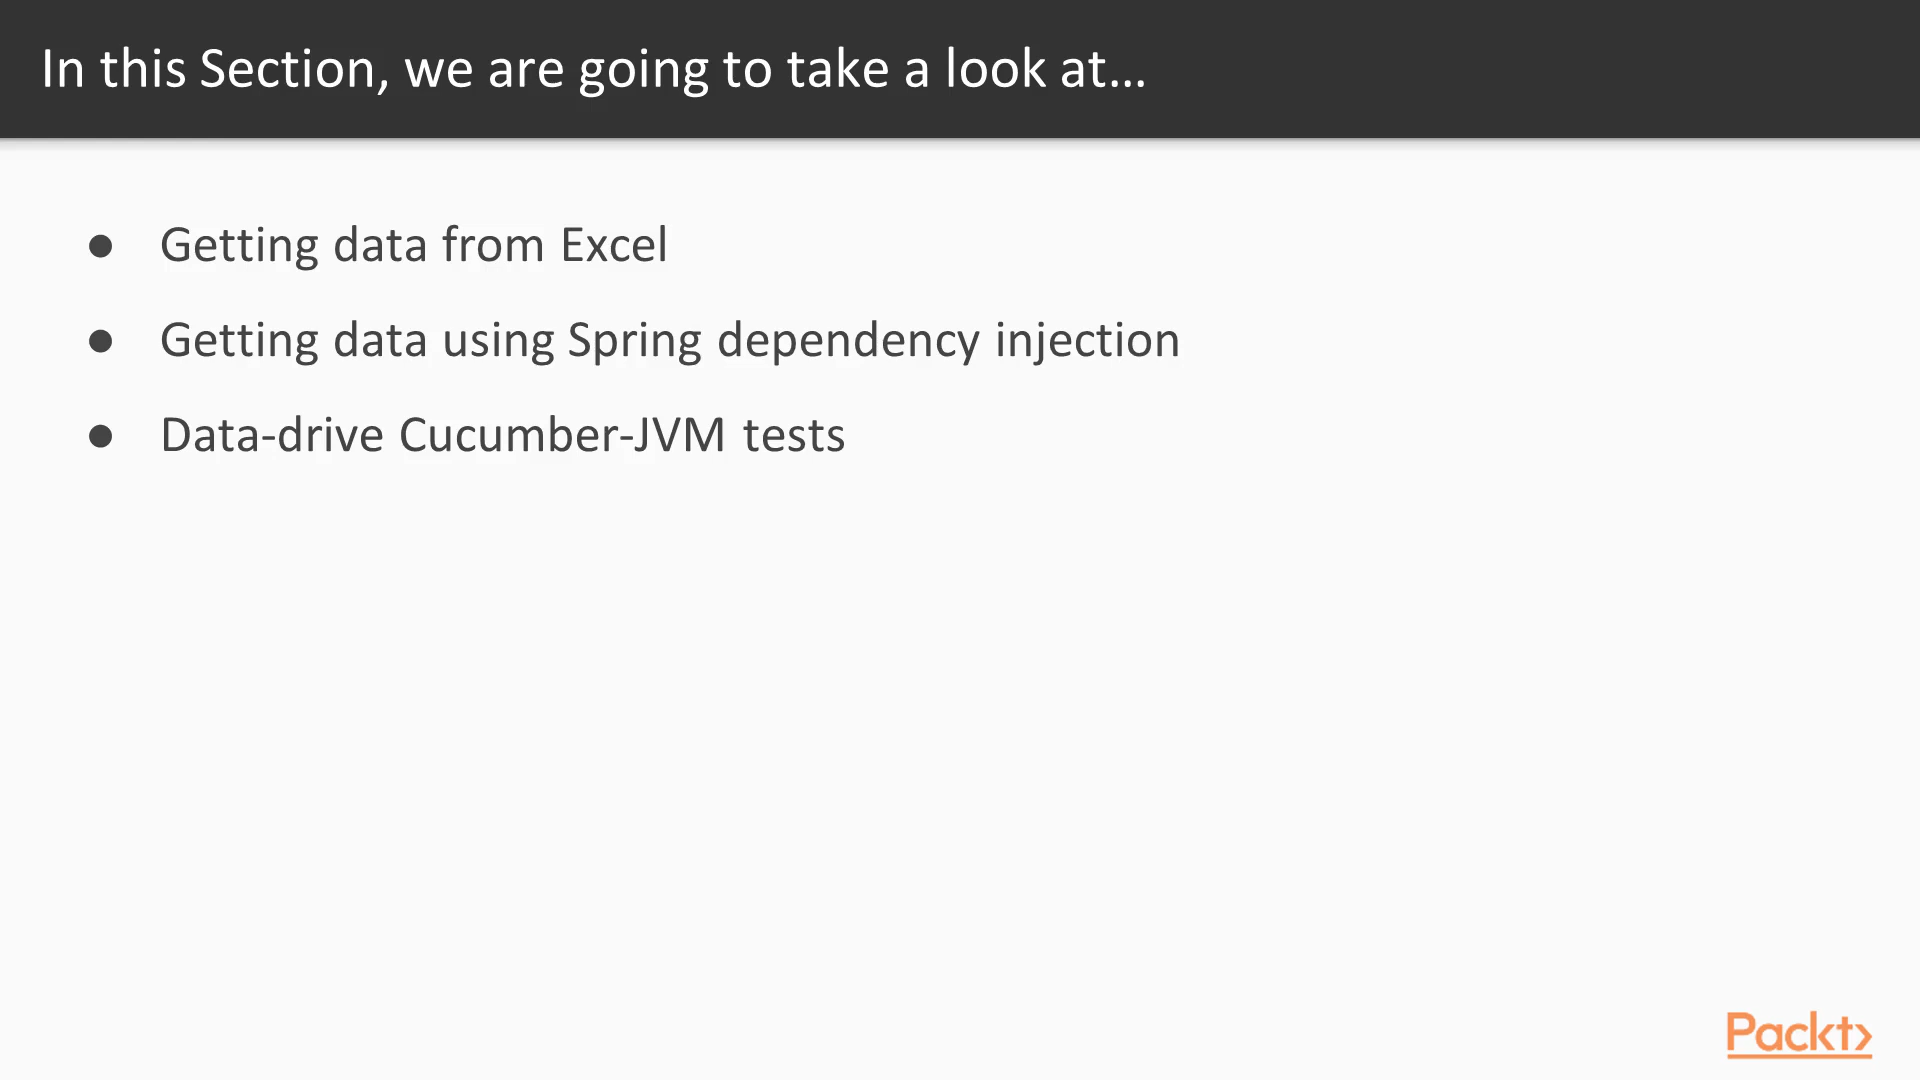 In this Section, we are going to take a look at...
● Getting data from Excel
● Getting data using Spring dependency injection
● Data-drive Cucumber-JVM tests
Packt>